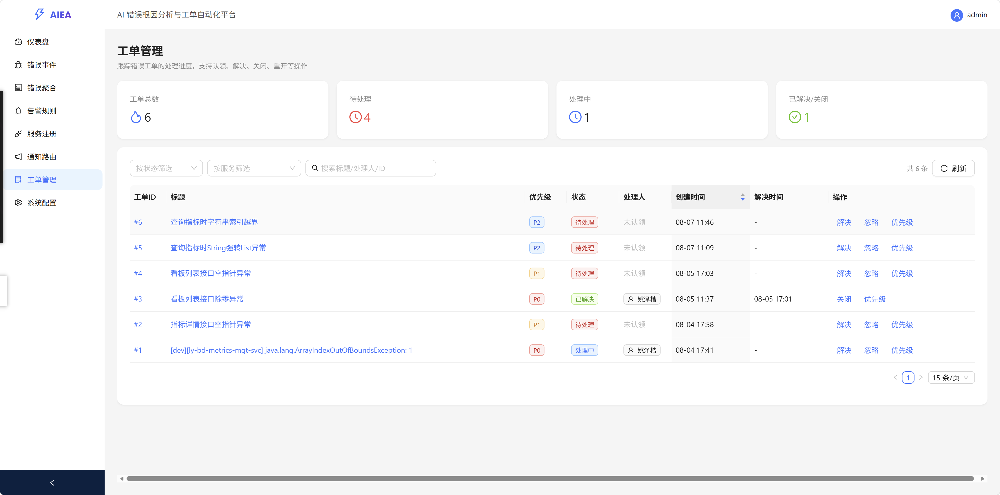 AIEA
AI 错误根因分析与工单自动化平台
admin
仪表盘
错误事件
错误聚合
告警规则
服务注册
通知路由
工单管理
系统配置
工单管理
跟踪错误工单的处理进度，支持认领、解决、关闭、重开等操作
工单总数
6
待处理
4
处理中
1
已解决/关闭
1
按状态筛选 按服务筛选 搜索标题/处理人/ID 共 6 条 刷新
工单ID 标题 优先级 状态 处理人 创建时间 解决时间 操作
#6 查询指标时字符串索引越界 P2 待处理 未认领 08-07 11:46 - 解决 忽略 优先级
#5 查询指标时String强转List异常 P2 待处理 未认领 08-07 11:09 - 解决 忽略 优先级
#4 看板列表接口空指针异常 P1 待处理 未认领 08-05 17:03 - 解决 忽略 优先级
#3 看板列表接口除零异常 P0 已解决 姚泽楷 08-05 11:37 08-05 17:01 关闭 优先级
#2 指标详情接口空指针异常 P1 待处理 未认领 08-04 17:58 - 解决 忽略 优先级
#1 [dev][ly-bd-metrics-mgt-svc] java.lang.ArrayIndexOutOfBoundsException: 1 P0 处理中 姚泽楷 08-04 17:41 - 解决 忽略 优先级
1 15 条/页